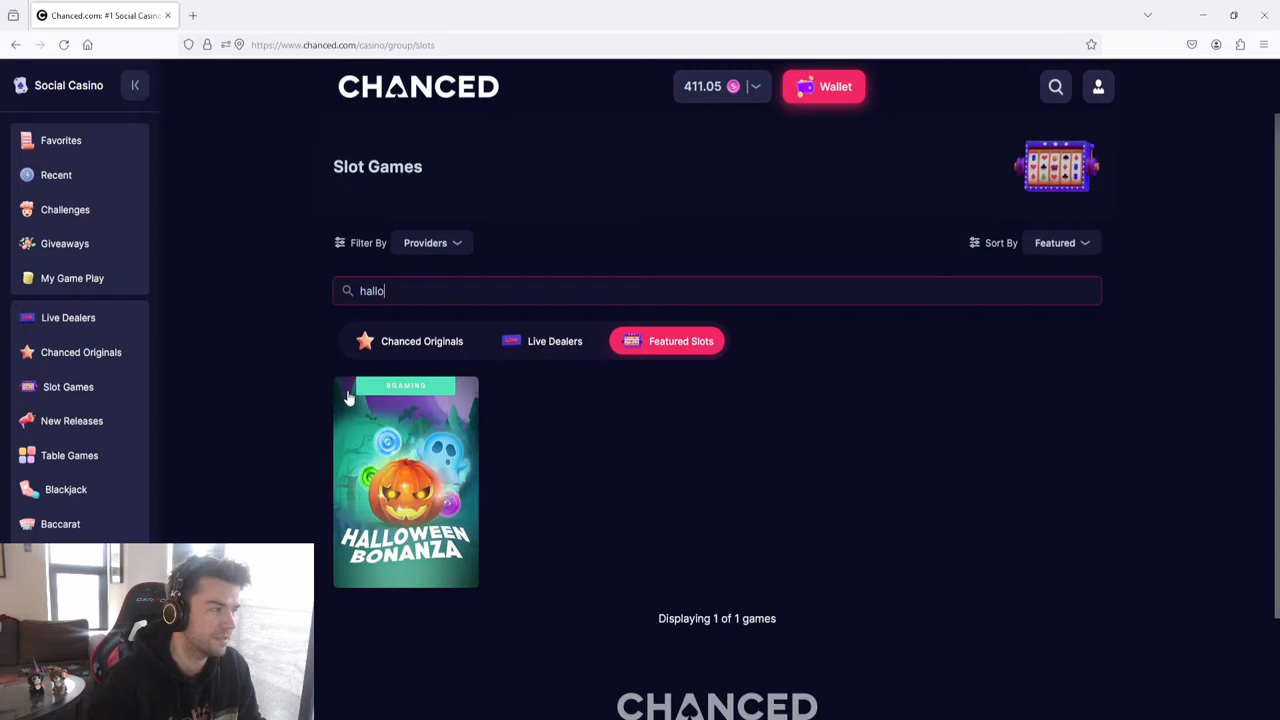 Chanced.com: #1 Social Casino
https://www.chanced.com/casino/group/slots
Social Casino
CHANCED
411.05
Wallet
Favorites
Recent
Challenges
Giveaways
My Game Play
Live Dealers
Chanced Originals
Slot Games
New Releases
Table Games
Blackjack
Baccarat
Slot Games
Filter By
Providers
Sort By
Featured
hallo
Chanced Originals
LIVE
Live Dealers
Featured Slots
BGAMING
HALLOWEEN
BONANZA
Displaying 1 of 1 games
CHANCED